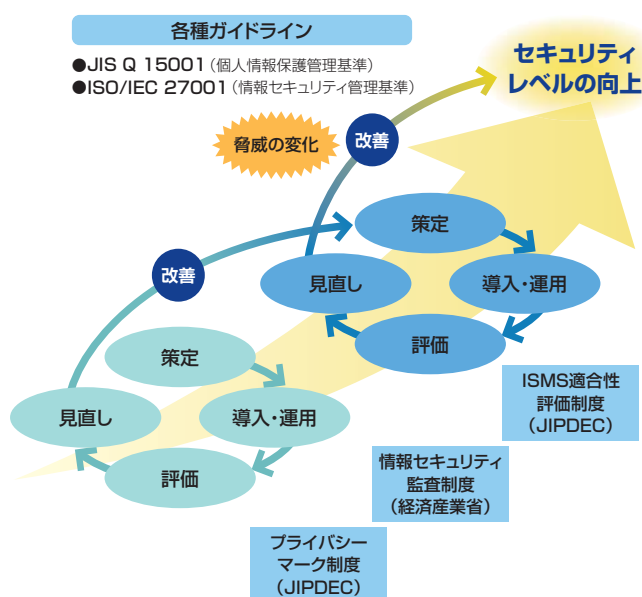 各種ガイドライン
●JIS Q 15001（個人情報保護管理基準）
●ISO/IEC 27001（情報セキュリティ管理基準）
セキュリティ
レベルの向上
脅威の変化
改善
策定
見直し
導入・運用
評価
改善
策定
見直し
導入・運用
評価
ISMS適合性
評価制度
（JIPDEC）
情報セキュリティ
監査制度
（経済産業省）
プライバシー
マーク制度
（JIPDEC）